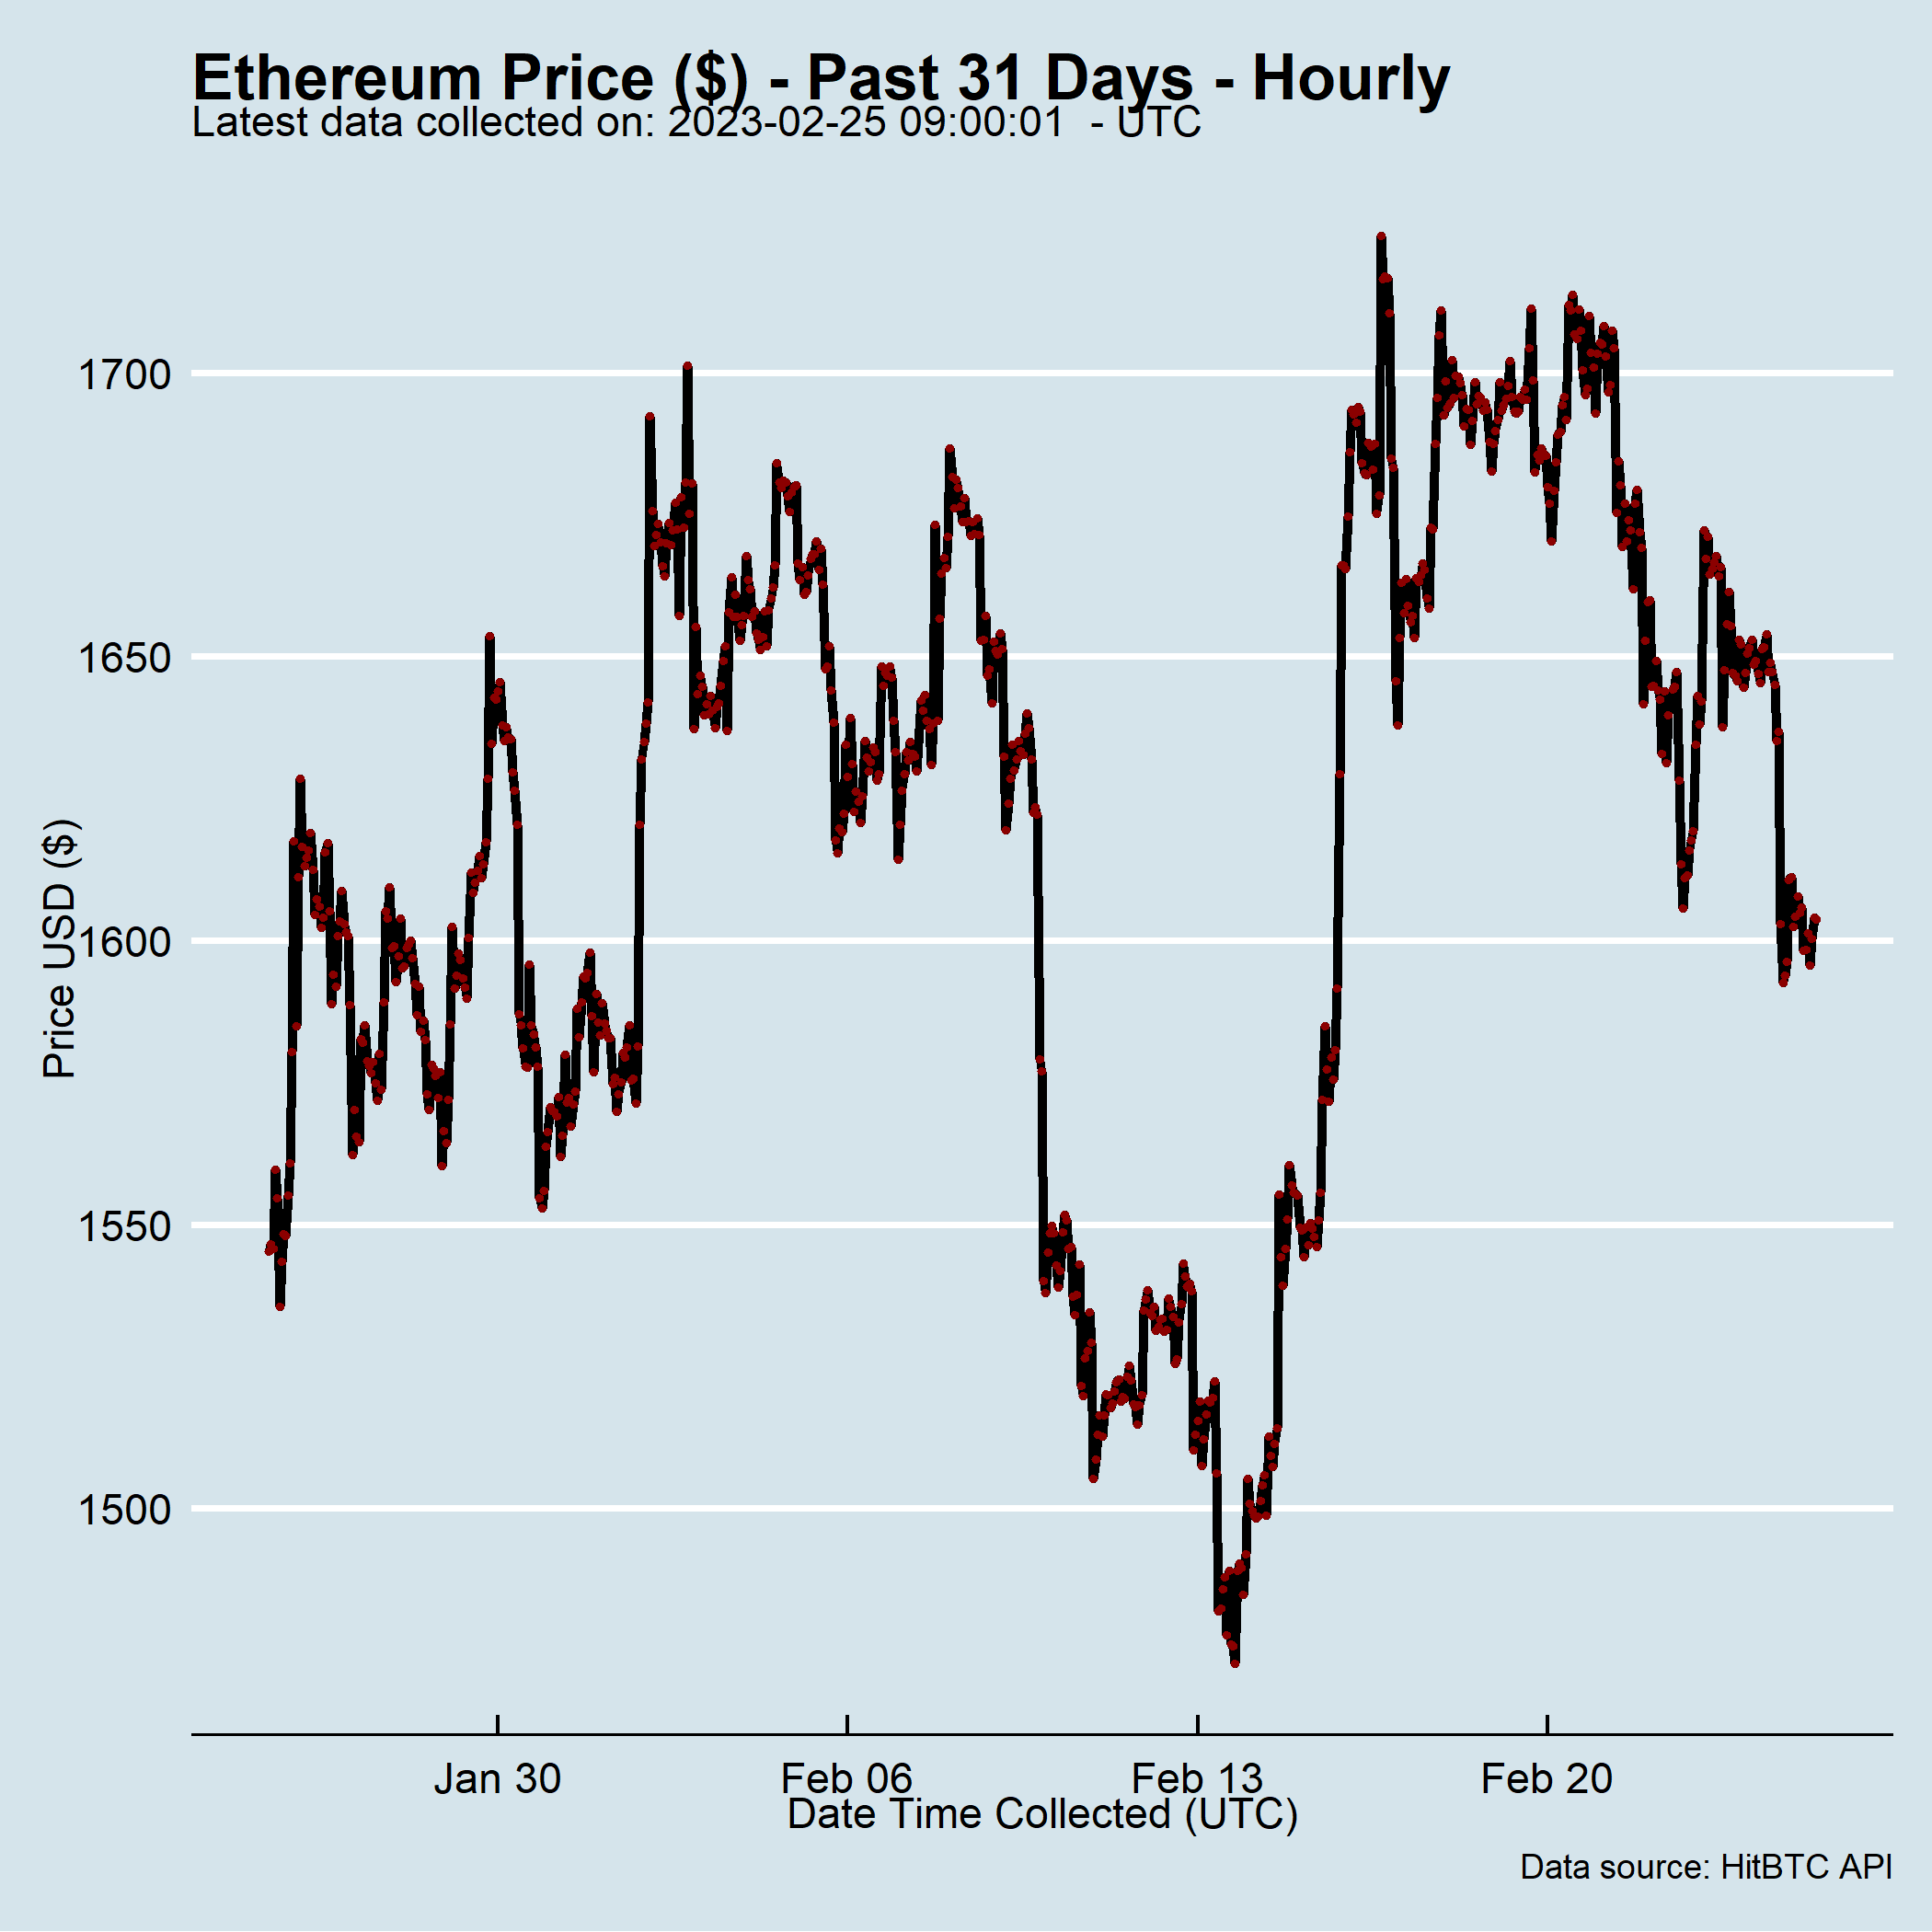 Ethereum Price ($) - Past 31 Days - Hourly
Latest data collected on: 2023-02-25 09:00:01  - UTC
1700
1650
1600
1550
1500
Price USD ($)
Jan 30
Feb 06
Feb 13
Feb 20
Date Time Collected (UTC)
Data source: HitBTC API